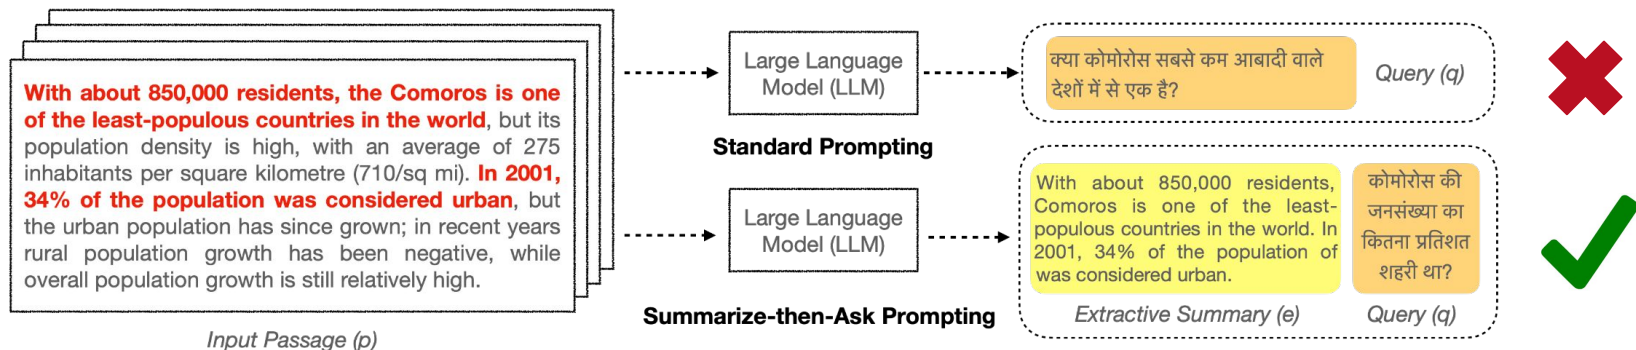 With about 850,000 residents, the Comoros is one
of the least-populous countries in the world, but its
population density is high, with an average of 275
inhabitants per square kilometre (710/sq mi). In 2001,
34% of the population was considered urban, but
the urban population has since grown; in recent years
rural population growth has been negative, while
overall population growth is still relatively high.
Input Passage (p)
Large Language
Model (LLM)
Standard Prompting
क्या कोमोरोस सबसे कम आबादी वाले
देशों में से एक है?
Query (q)
Large Language
Model (LLM)
Summarize-then-Ask Prompting
With about 850,000 residents,
Comoros is one of the least-
populous countries in the world. In
2001, 34% of the population of
was considered urban.
Extractive Summary (e)
कोमोरोस की
जनसंख्या का
कितना प्रतिशत
शहरी था?
Query (q)